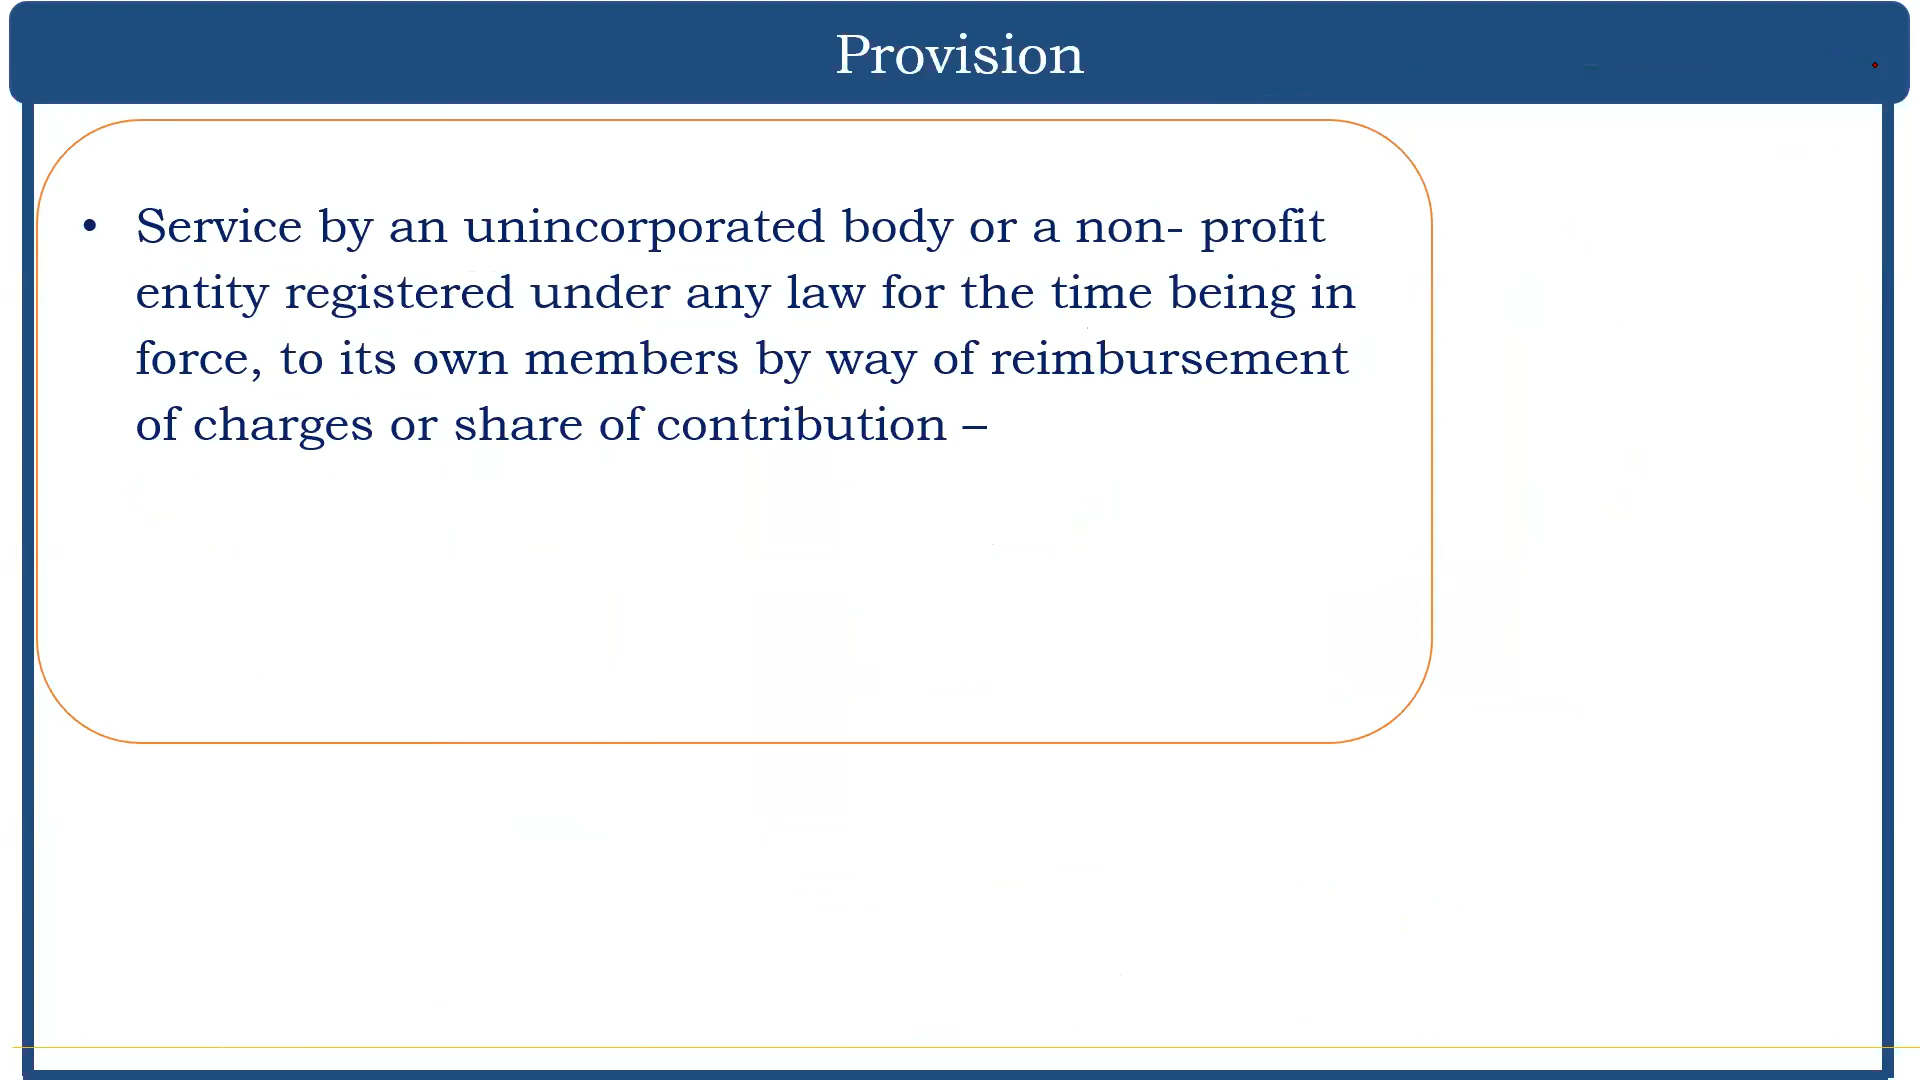 Provision
• Service by an unincorporated body or a non- profit
entity registered under any law for the time being in
force, to its own members by way of reimbursement
of charges or share of contribution –